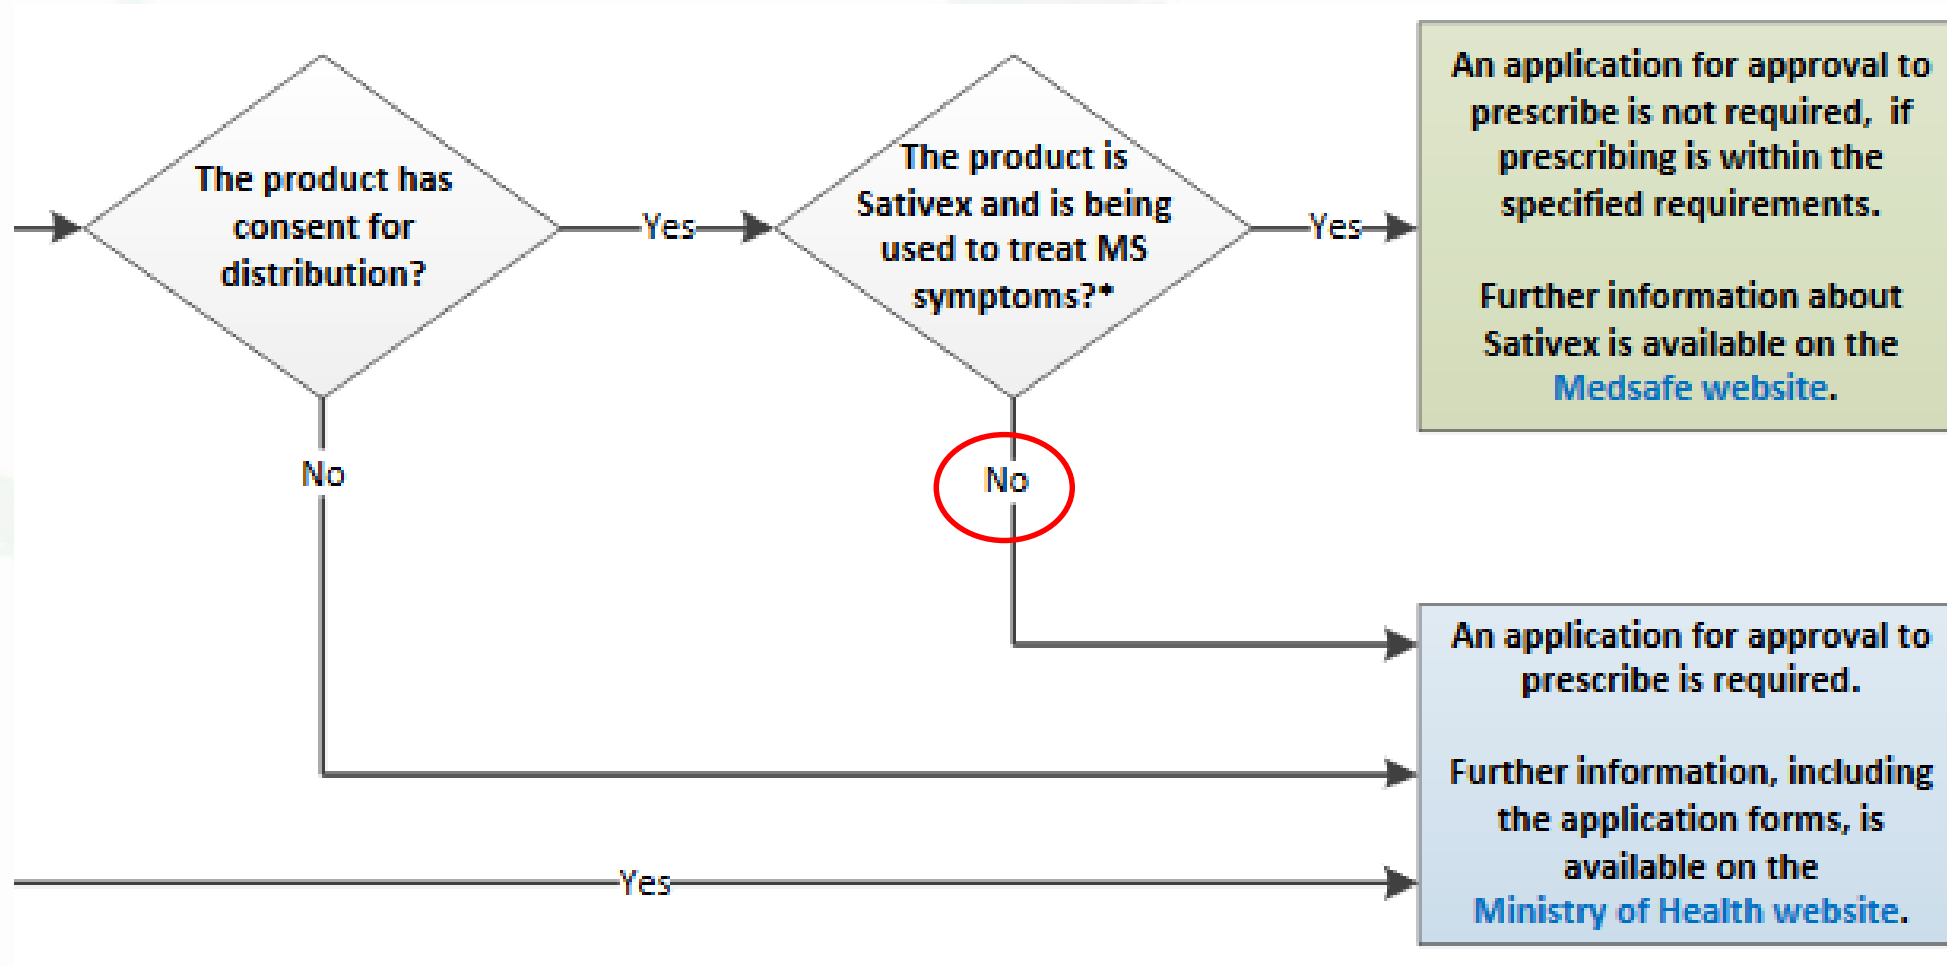 The product has
consent for
distribution?
Yes
The product is
Sativex and is being
used to treat MS
symptoms?*
Yes
An application for approval to
prescribe is not required, if
prescribing is within the
specified requirements.
Further information about
Sativex is available on the
Medsafe website.
No
No
An application for approval to
prescribe is required.
Further information, including
the application forms, is
available on the
Ministry of Health website.
Yes